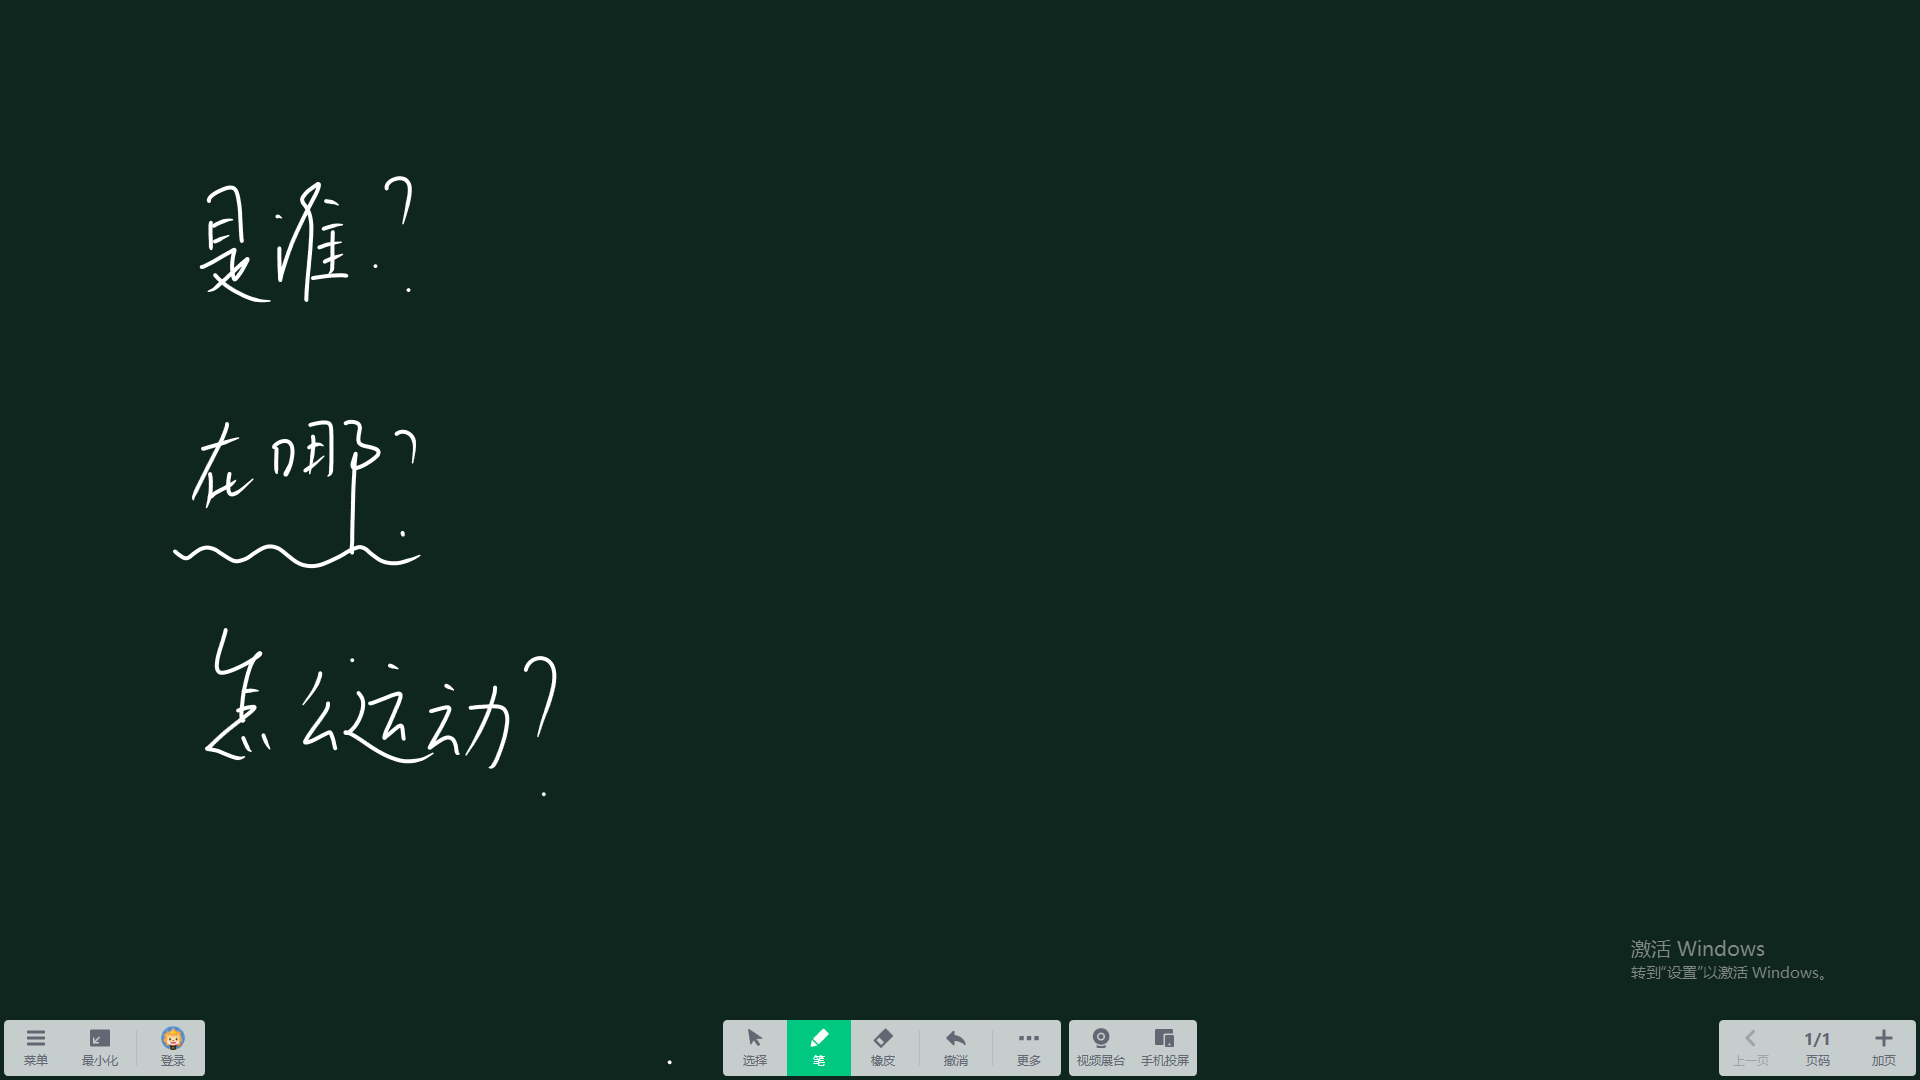 是谁？
在哪？
怎么运动？
激活 Windows
转到“设置”以激活 Windows。
菜单 最小化 登录 选择 笔 橡皮 撤消 更多 视频展台 手机投屏 上一页 1/1 页码 加页